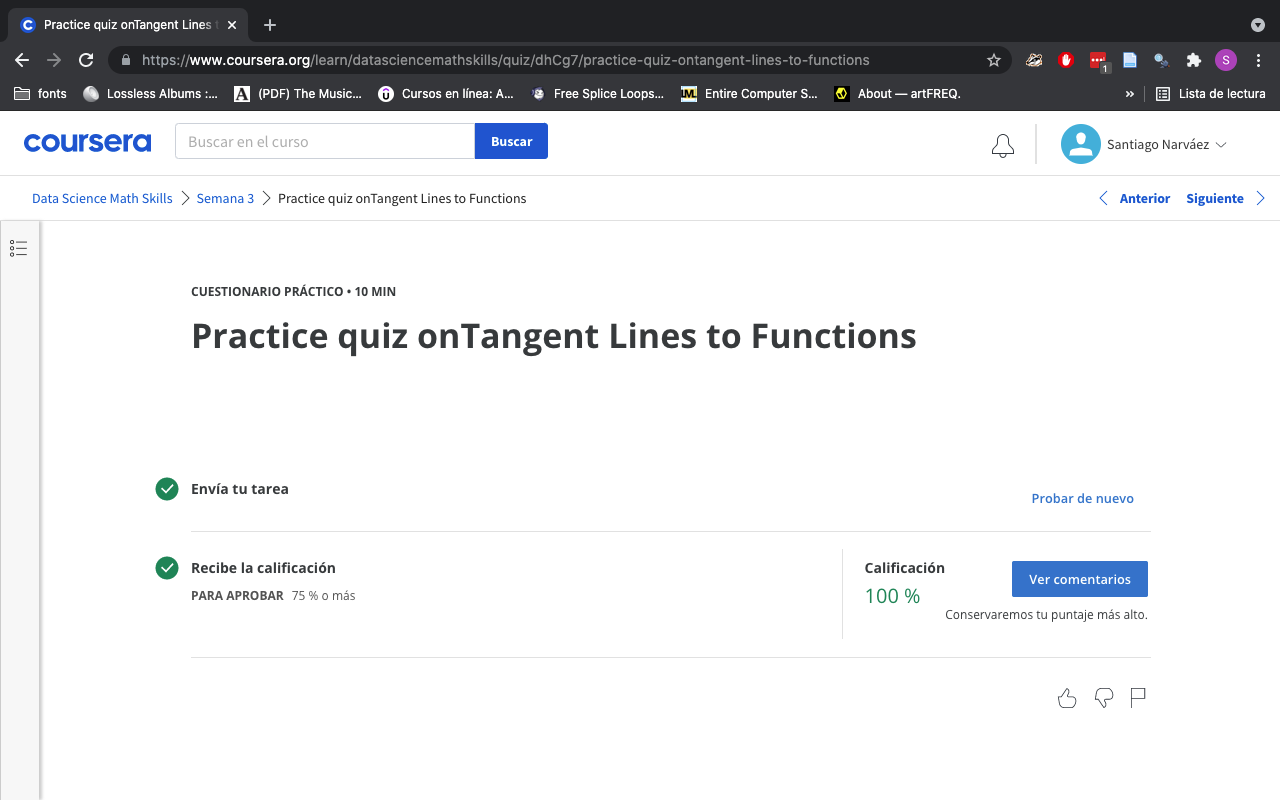 Practice quiz onTangent Lines t
https://www.coursera.org/learn/datasciencemathskills/quiz/dhCg7/practice-quiz-ontangent-lines-to-functions
1
S
fonts
Lossless Albums :...
(PDF) The Music...
Cursos en línea: A...
Free Splice Loops...
Entire Computer S...
About — artFREQ.
»
Lista de lectura
coursera
Buscar en el curso
Buscar
Santiago Narváez
Data Science Math Skills
Semana 3
Practice quiz onTangent Lines to Functions
Anterior
Siguiente
CUESTIONARIO PRÁCTICO • 10 MIN
Practice quiz onTangent Lines to Functions
Envía tu tarea
Probar de nuevo
Recibe la calificación
PARA APROBAR 75 % o más
Calificación
100 %
Ver comentarios
Conservaremos tu puntaje más alto.